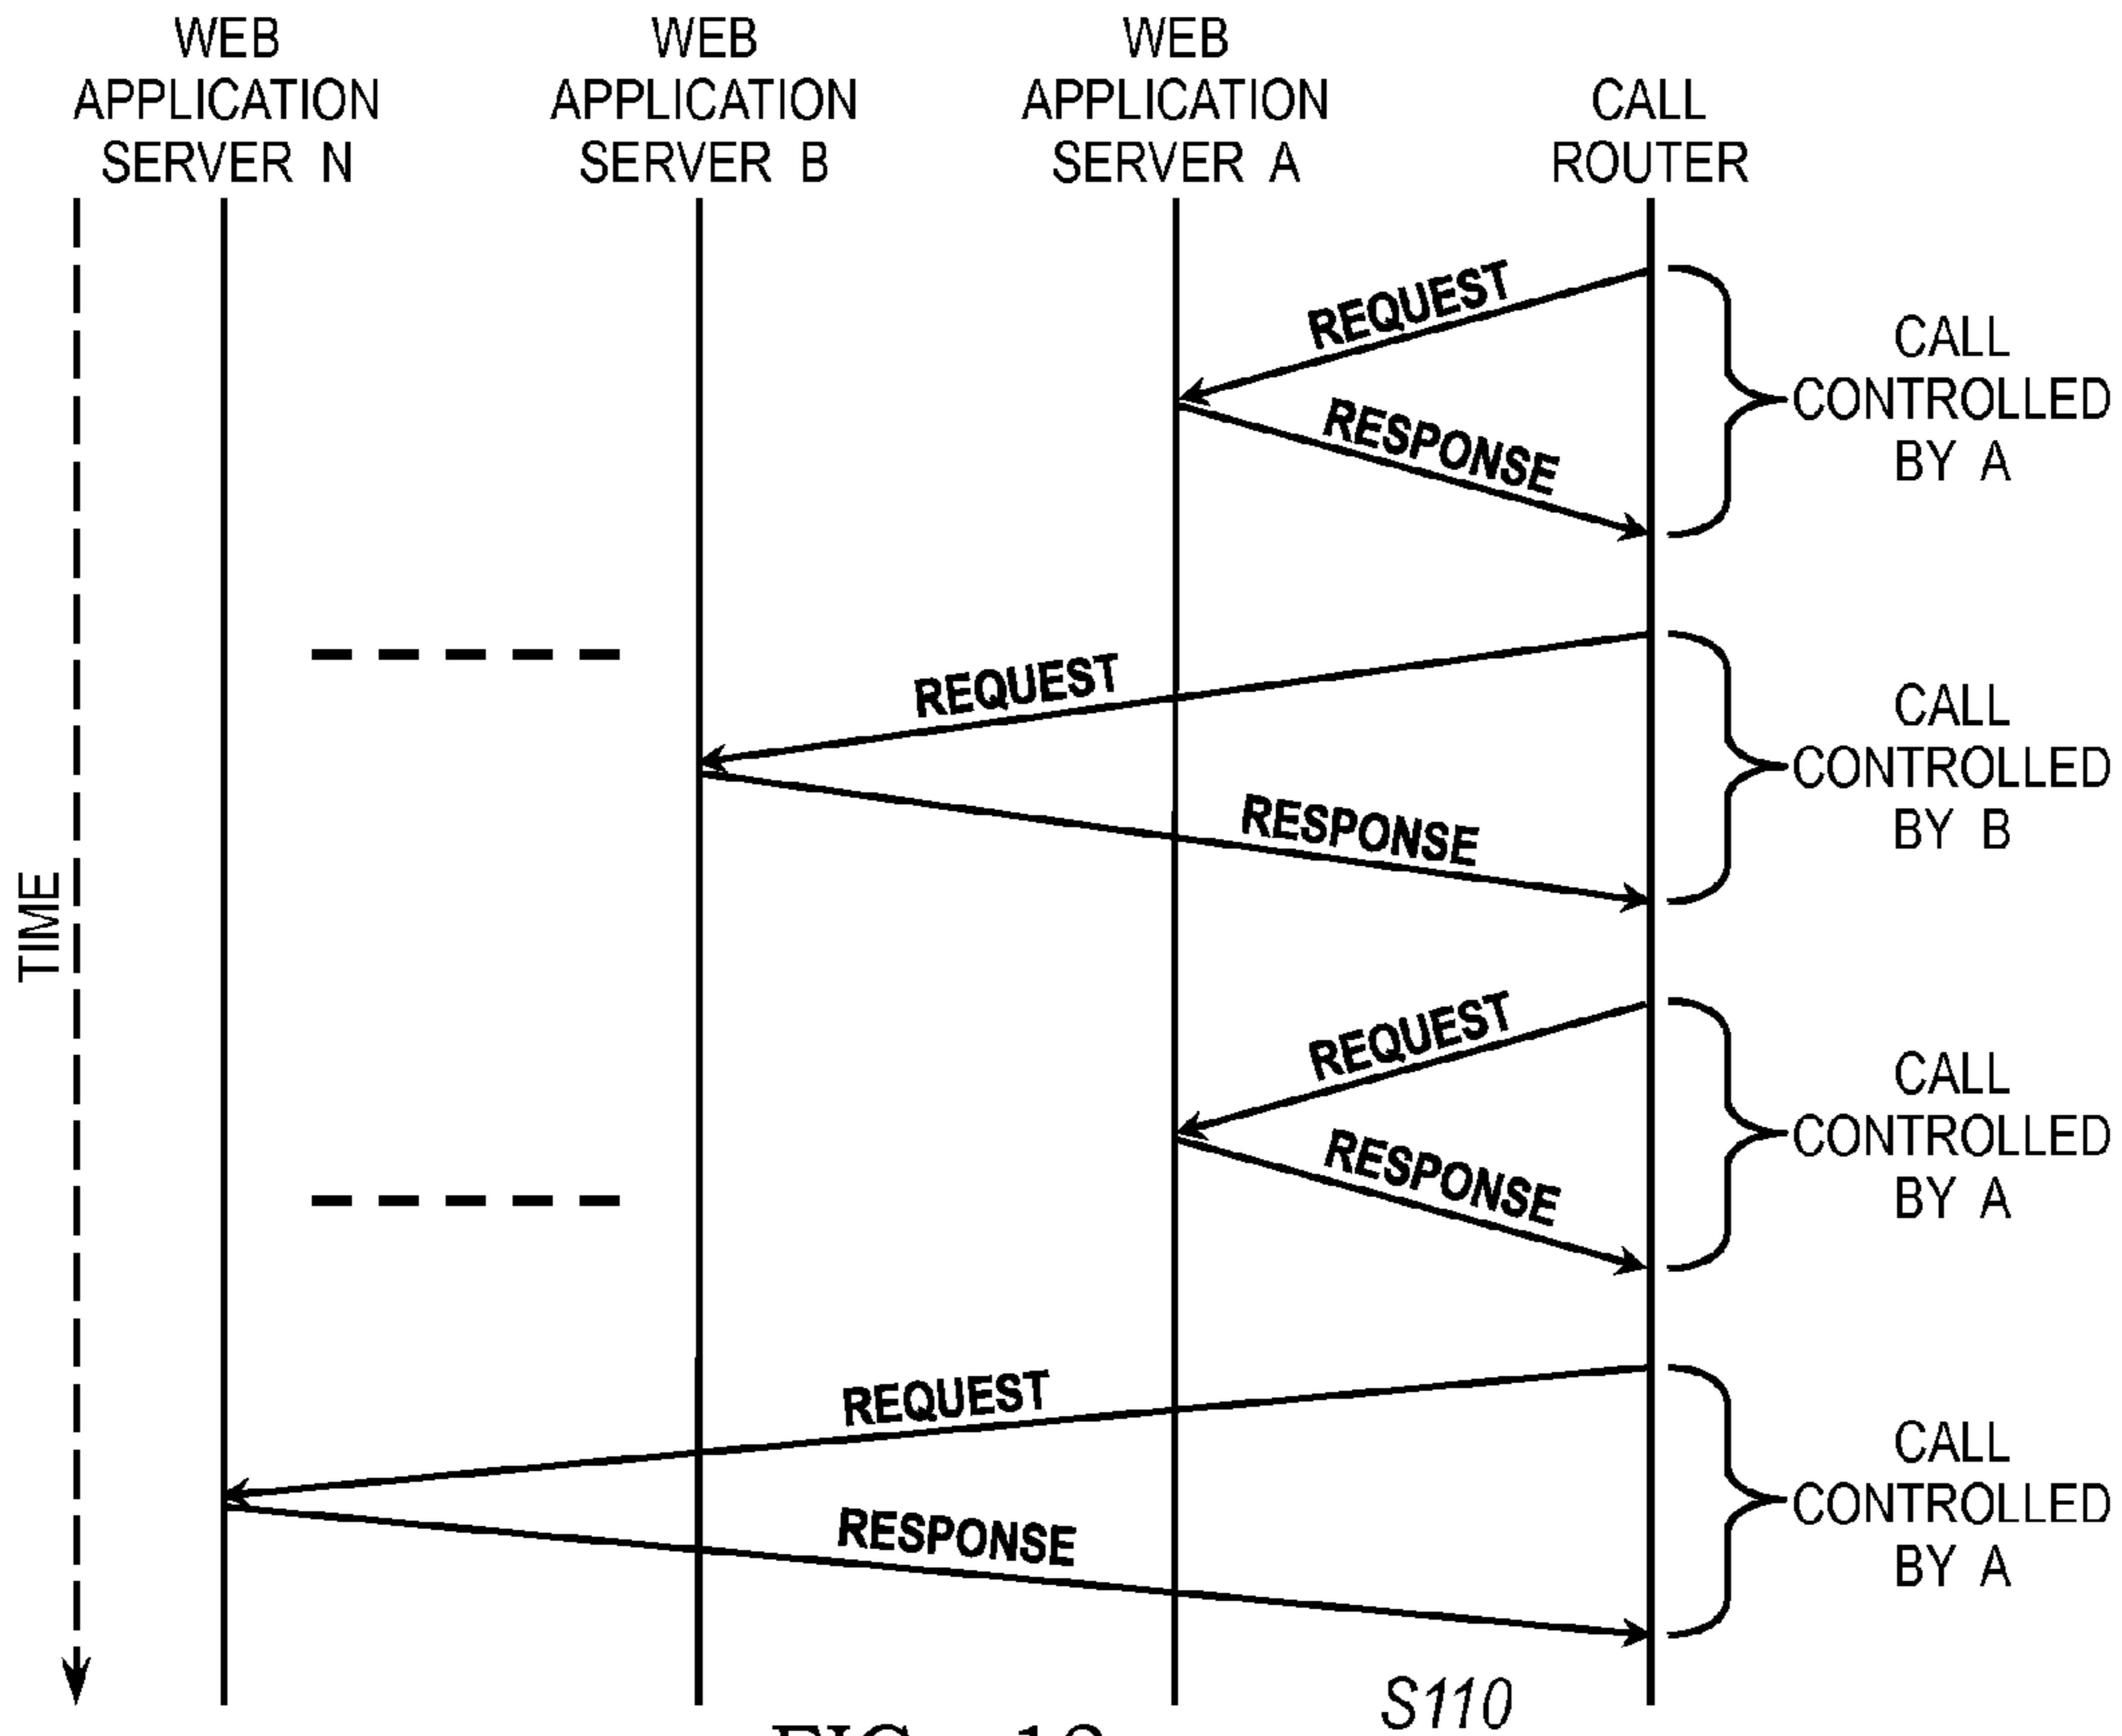 WEB
APPLICATION
SERVER N
WEB
APPLICATION
SERVER B
WEB
APPLICATION
SERVER A
CALL
ROUTER
TIME
REQUEST
RESPONSE
CALL
CONTROLLED
BY A
REQUEST
RESPONSE
CALL
CONTROLLED
BY B
REQUEST
RESPONSE
CALL
CONTROLLED
BY A
REQUEST
RESPONSE
CALL
CONTROLLED
BY A
S110